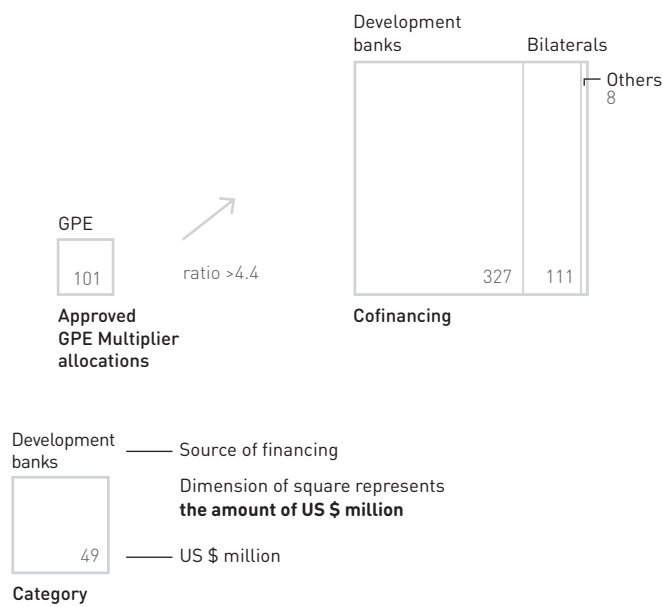 Development
banks
Bilaterals
Others
8
GPE
101
ratio >4.4
327
111
Approved
GPE Multiplier
allocations
Cofinancing
Development
banks
Source of financing
Dimension of square represents
the amount of US $ million
49
US $ million
Category